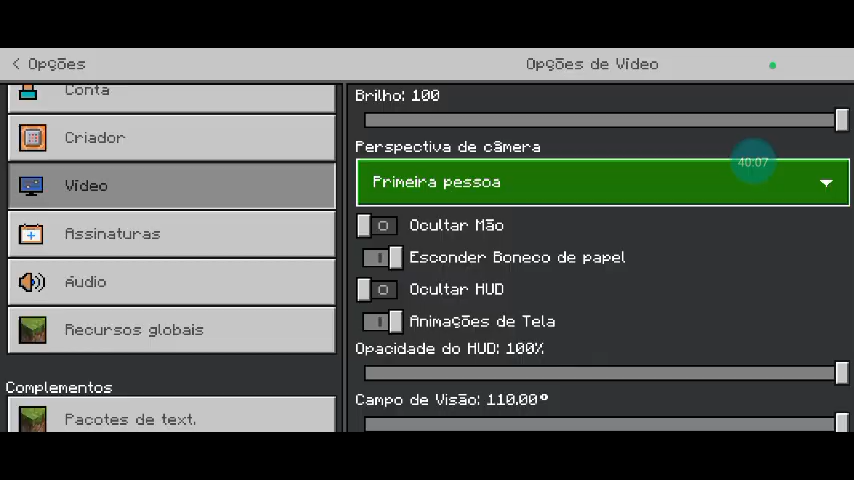 < Opções
Opções de Vídeo
Conta
Criador
Vídeo
Assinaturas
Áudio
Recursos globais
Complementos
Pacotes de text.
Brilho: 100
Perspectiva de câmera
40:07
Primeira pessoa
Ocultar Mão
Esconder Boneco de papel
Ocultar HUD
Animações de Tela
Opacidade do HUD: 100%
Campo de Visão: 110.00°